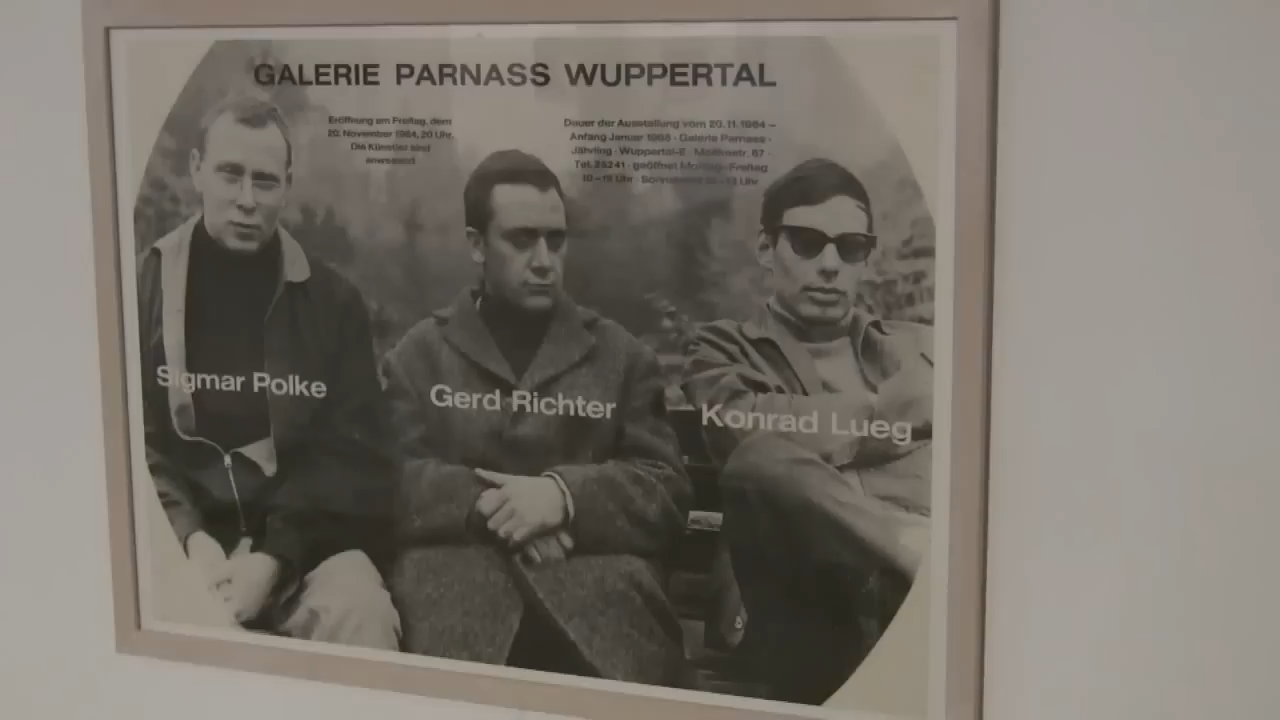 GALERIE PARNASS WUPPERTAL
Eröffnung am Freitag, dem
20. November 1964, 20 Uhr.
Die Künstler sind
anwesend
Dauer der Ausstellung vom 20.11.1964 –
Anfang Januar 1965 · Galerie Parnass ·
Jährling · Wuppertal-E · Moltkestr. 67 ·
Tel. 35241 · geöffnet Montag-Freitag
10–19 Uhr · Sonnabend 10–13 Uhr
Sigmar Polke
Gerd Richter
Konrad Lueg